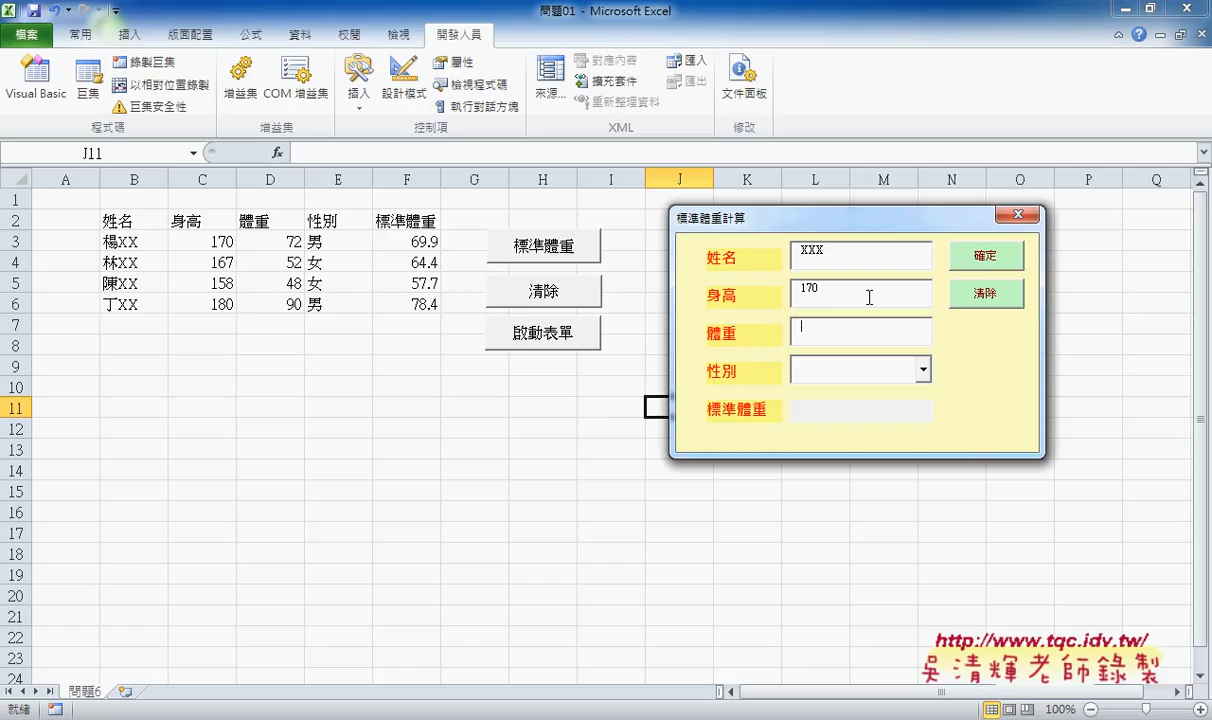 問題01 - Microsoft Excel
檔案 常用 插入 版面配置 公式 資料 校閱 檢視 開發人員
Visual Basic 巨集 錄製巨集 以相對位置錄製 巨集安全性
增益集 COM 增益集
插入 設計模式 屬性 檢視程式碼 執行對話方塊
來源... 對應內容 擴充套件 重新整理資料 匯入 匯出
文件面板
程式碼 增益集 控制項 XML 修改
J11 fx
A B C D E F G H I J K L M N O P Q
1
2 姓名 身高 體重 性別 標準體重
3 楊XX 170 72 男 69.9
4 林XX 167 52 女 64.4
5 陳XX 158 48 女 57.7
6 丁XX 180 90 男 78.4
7
8
9
10
11
12
13
14
15
16
17
18
19
20
21
22
23
24
標準體重
清除
啟動表單
標準體重計算
姓名 XXX 確定
身高 170 清除
體重
性別
標準體重
http://www.tqc.idv.tw/
吳清輝老師錄製
問題6
就緒 100%